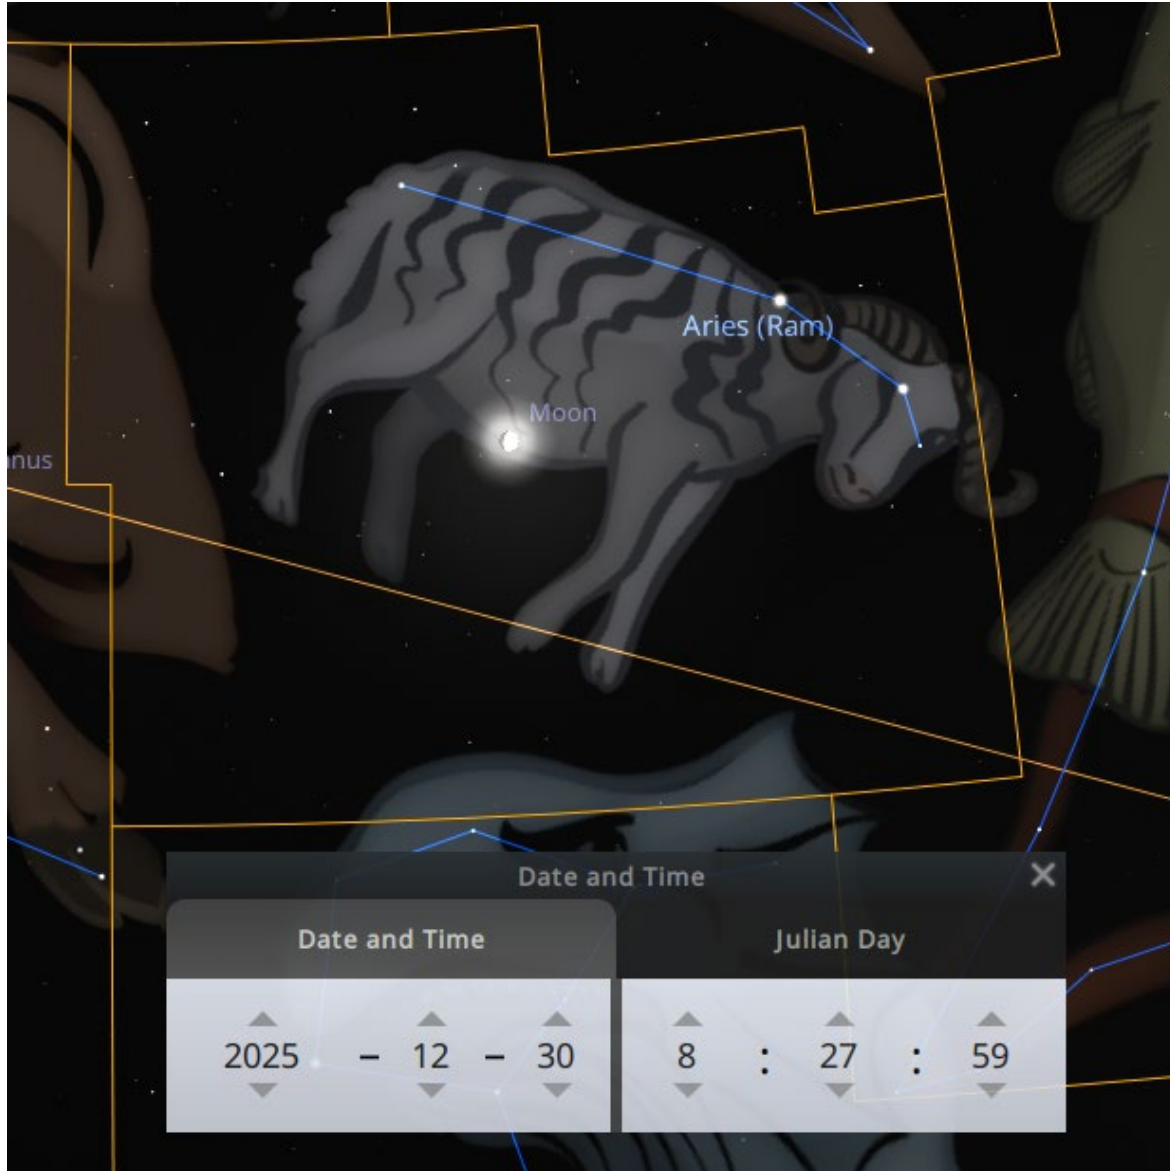 Aries (Ram)
Moon
nus
Date and Time
Date and Time
Julian Day
2025 - 12 - 30
8 : 27 : 59